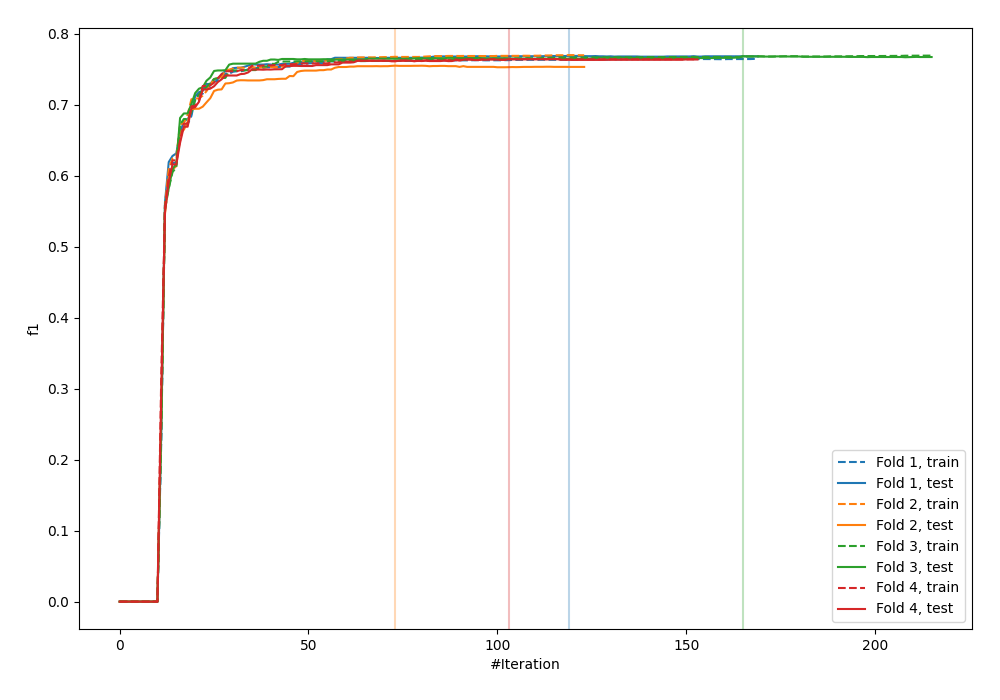 0.8
0.7
0.6
0.5
0.4
0.3
0.2
0.1
0.0
f1
0
50
100
150
200
#Iteration
Fold 1, train
Fold 1, test
Fold 2, train
Fold 2, test
Fold 3, train
Fold 3, test
Fold 4, train
Fold 4, test